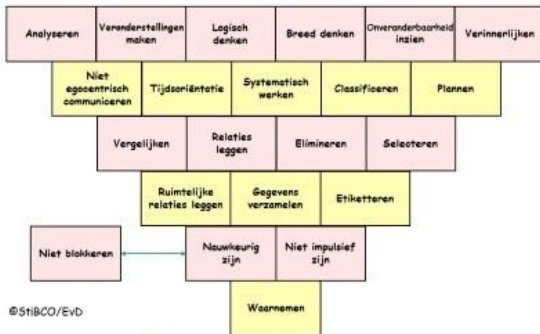 Analyseren
Veronderstellingen
maken
Logisch
denken
Breed denken
Onveranderbaarheid
inzien
Verinnerlijken
Niet
egocentrisch
communiceren
Tijdsoriëntatie
Systematisch
werken
Classificeren
Plannen
Vergelijken
Relaties
leggen
Elimineren
Selecteren
Ruimtelijke
relaties leggen
Gegevens
verzamelen
Etiketteren
Niet blokkeren
Nauwkeurig
zijn
Niet impulsief
zijn
Waarnemen
©StiBCO/EvD